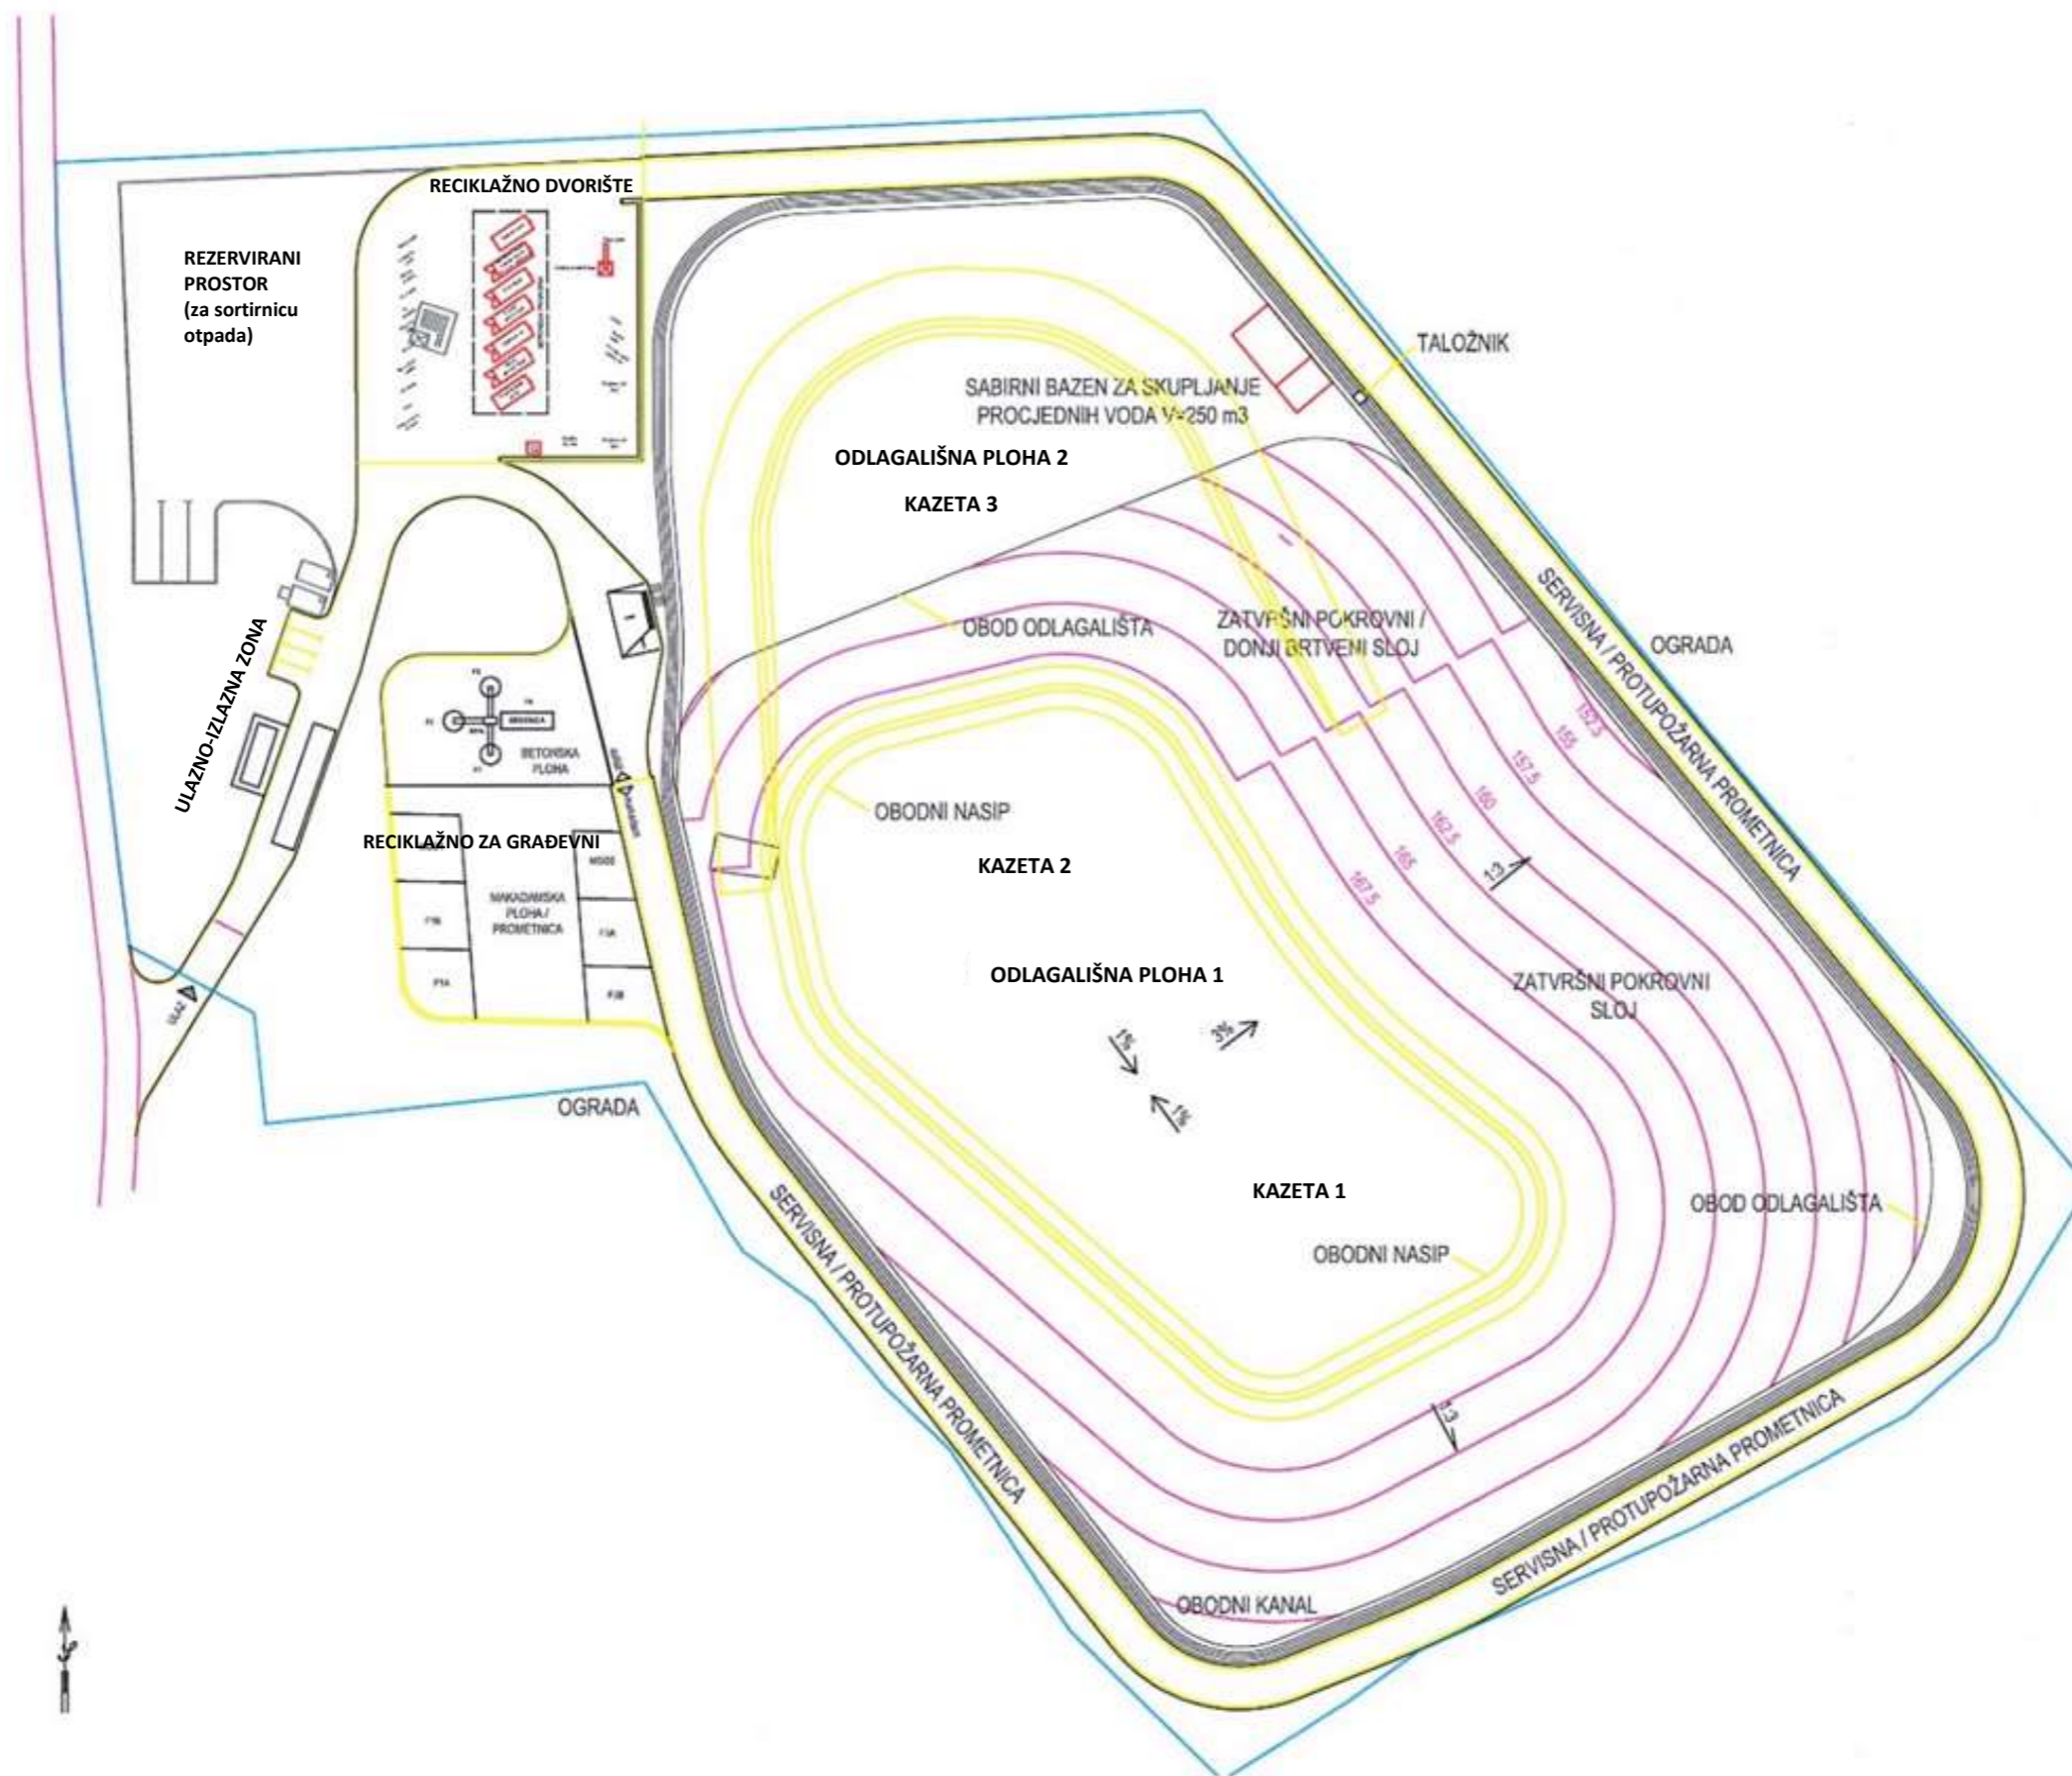 RECIKLAŽNO DVORIŠTE
REZERVIRANI
PROSTOR
(za sortirnicu
otpada)
TALOŽNIK
SABIRNI BAZEN ZA SKUPLJANJE
PROCJEDNIH VODA V=250 m3
ODLAGALIŠNA PLOHA 2
KAZETA 3
OBOD ODLAGALIŠTA
ZATVRŠNI POKROVNI /
DONJI BRTVENI SLOJ
SERVISNA / PROTUPOŽARNA PROMETNICA
OGRADA
ULAZNO-IZLAZNA ZONA
BETONSKA
PLOHA
152.5
155
157.5
160
162.5
165
167.5
1:3
OBODNI NASIP
KAZETA 2
RECIKLAŽNO ZA GRAĐEVNI
MAKADAMSKA
PLOHA /
PROMETNICA
ULAZ
ODLAGALIŠNA PLOHA 1
ZATVRŠNI POKROVNI
SLOJ
1%
3%
1%
OGRADA
KAZETA 1
OBOD ODLAGALIŠTA
OBODNI NASIP
SERVISNA / PROTUPOŽARNA PROMETNICA
1:3
SERVISNA / PROTUPOŽARNA PROMETNICA
OBODNI KANAL
S